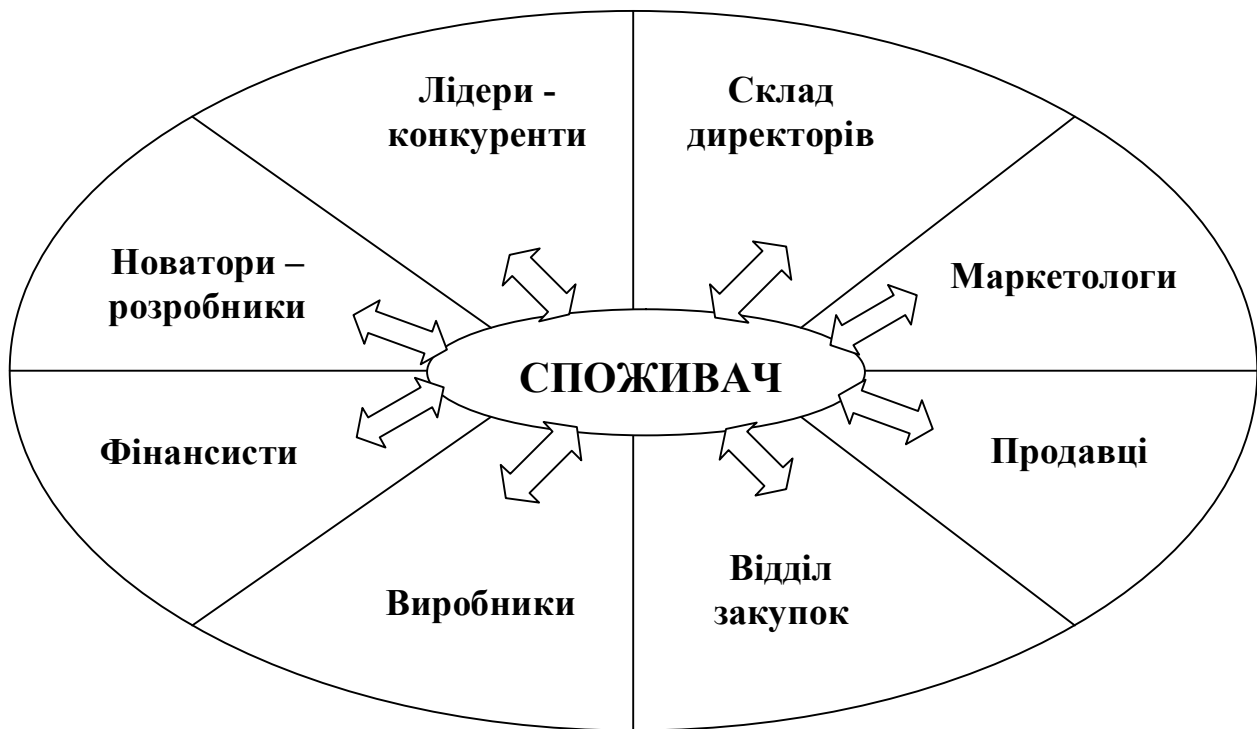 Лідери -
конкуренти
Склад
директорів
Новатори –
розробники
Маркетологи
СПОЖИВАЧ
Фінансисти
Продавці
Виробники
Відділ
закупок